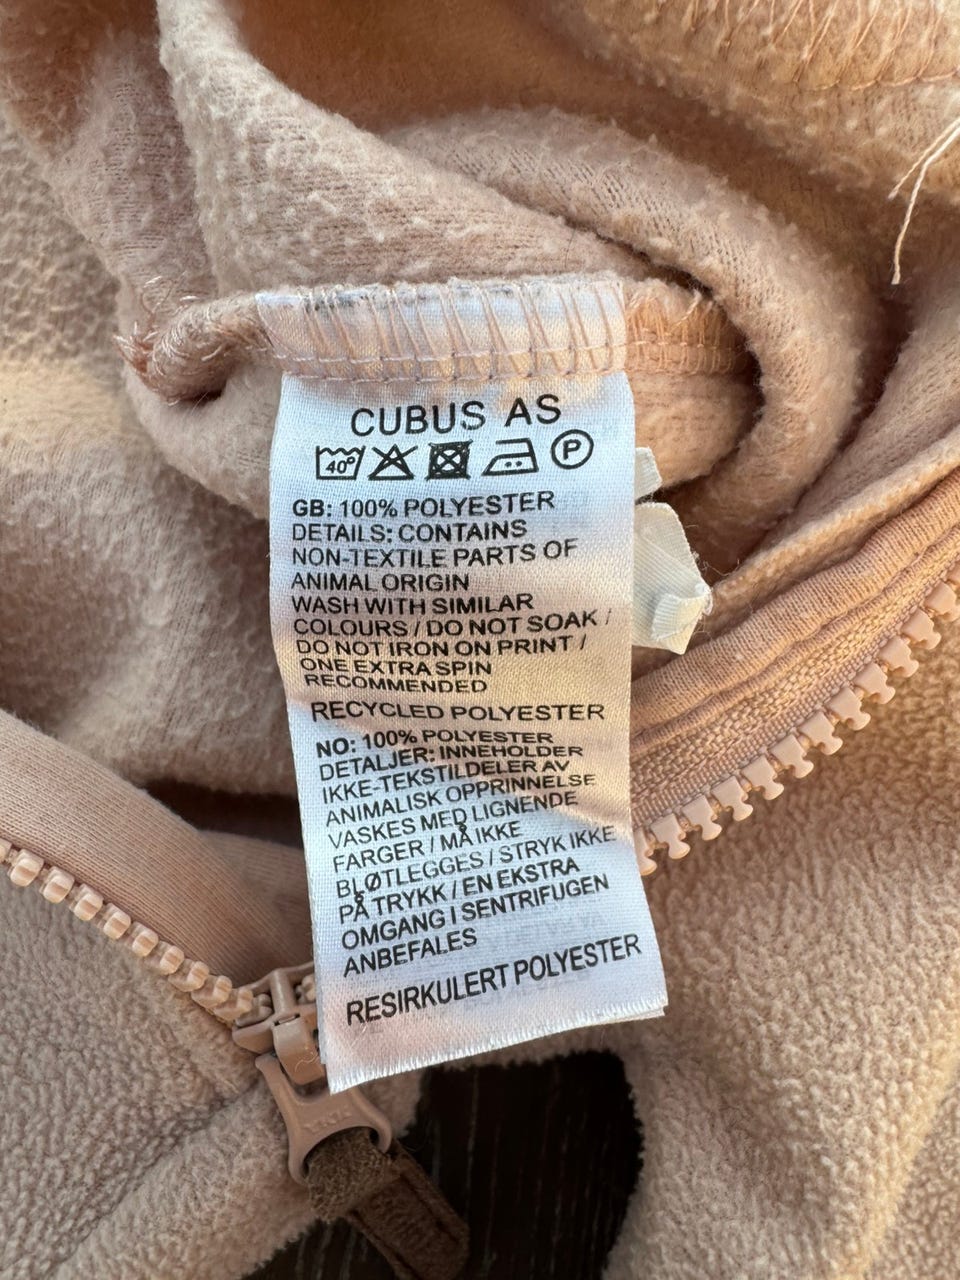 CUBUS AS
40°
P
GB: 100% POLYESTER
DETAILS: CONTAINS
NON-TEXTILE PARTS OF
ANIMAL ORIGIN
WASH WITH SIMILAR
COLOURS / DO NOT SOAK /
DO NOT IRON ON PRINT /
ONE EXTRA SPIN
RECOMMENDED
RECYCLED POLYESTER
NO: 100% POLYESTER
DETALJER: INNEHOLDER
IKKE-TEKSTILDELER AV
ANIMALISK OPPRINNELSE
VASKES MED LIGNENDE
FARGER / MÅ IKKE
BLØTLEGGES / STRYK IKKE
PÅ TRYKK / EN EKSTRA
OMGANG I SENTRIFUGEN
ANBEFALES
RESIRKULERT POLYESTER